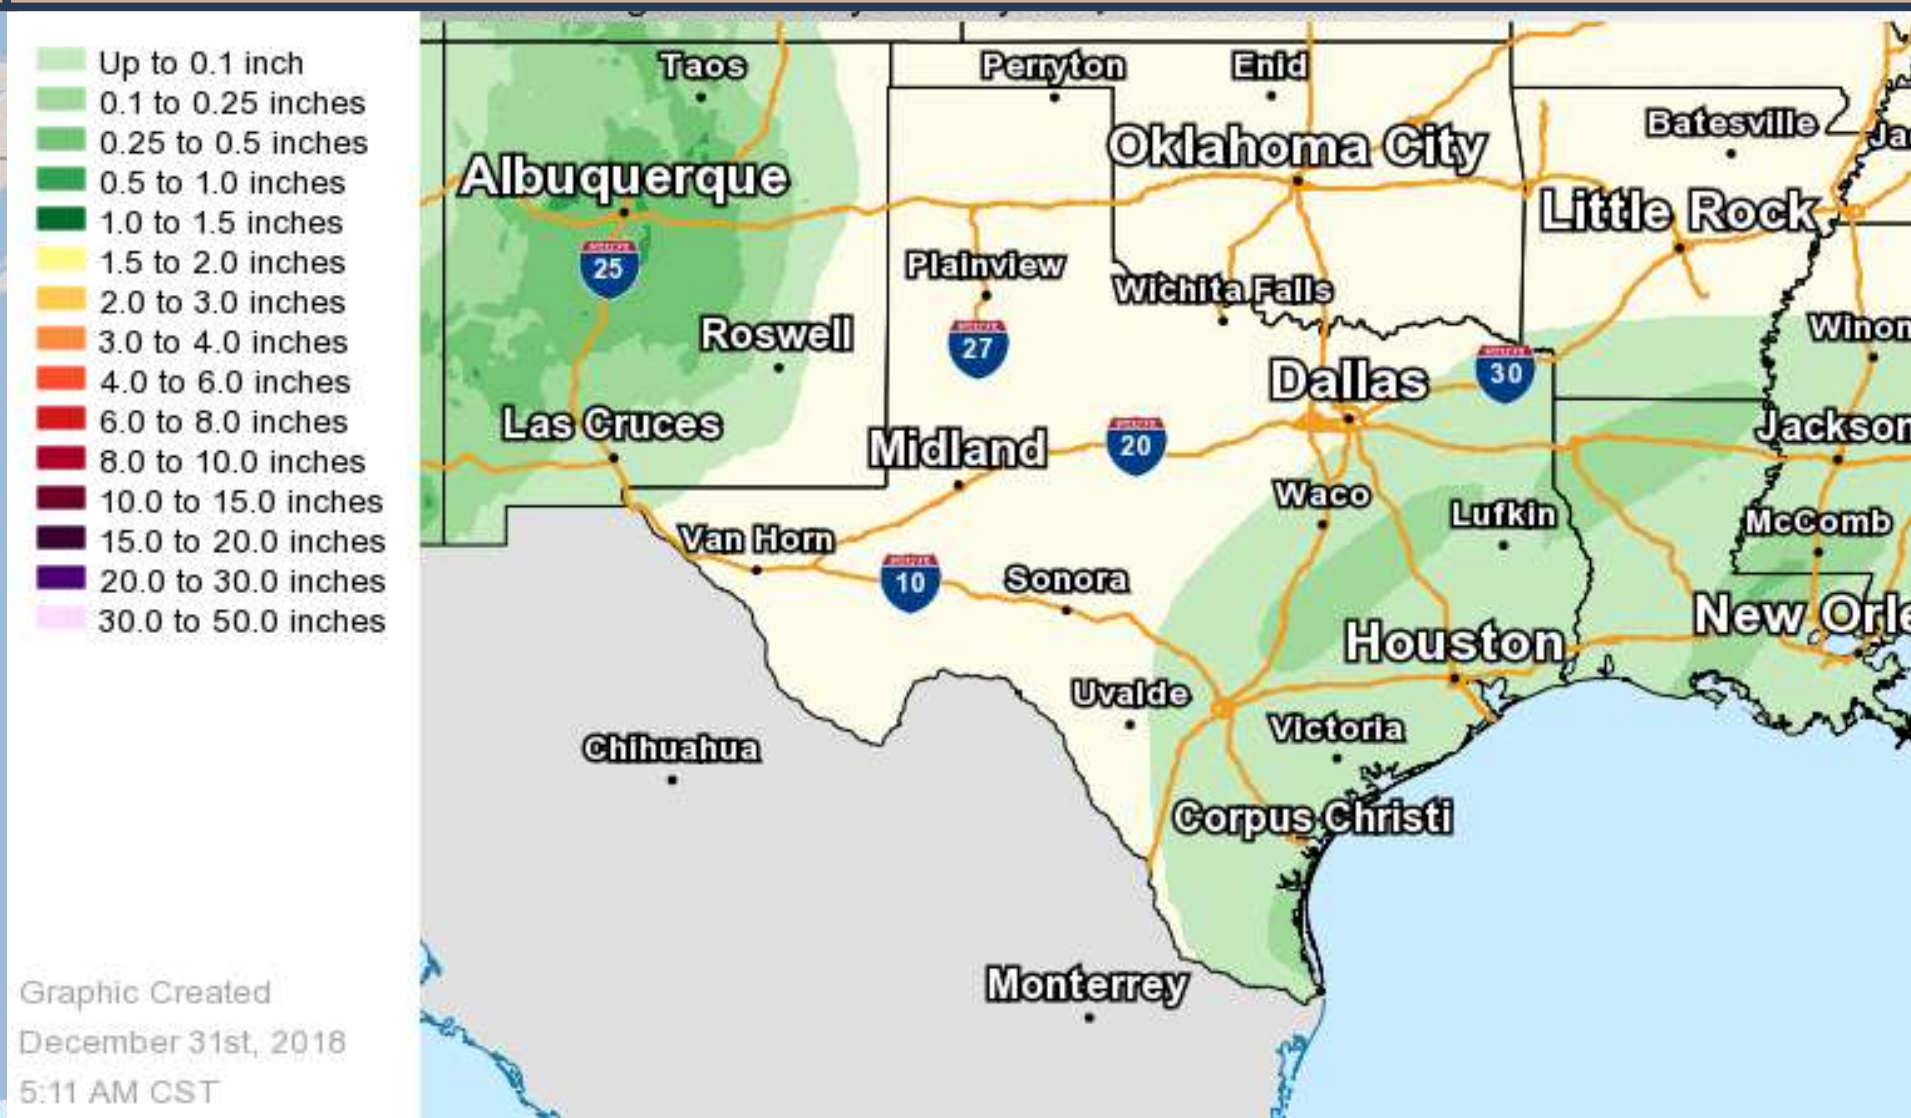 Up to 0.1 inch
0.1 to 0.25 inches
0.25 to 0.5 inches
0.5 to 1.0 inches
1.0 to 1.5 inches
1.5 to 2.0 inches
2.0 to 3.0 inches
3.0 to 4.0 inches
4.0 to 6.0 inches
6.0 to 8.0 inches
8.0 to 10.0 inches
10.0 to 15.0 inches
15.0 to 20.0 inches
20.0 to 30.0 inches
30.0 to 50.0 inches
Graphic Created
December 31st, 2018
5:11 AM CST
Taos
Perryton
Enid
Batesville
Oklahoma City
Albuquerque
Little Rock
25
Plainview
Wichita Falls
Roswell
27
Winon
30
Dallas
Las Cruces
Midland
20
Jackson
Waco
Lufkin
McComb
Van Horn
10
Sonora
New Orle
Houston
Uvalde
Victoria
Chihuahua
Corpus Christi
Monterrey